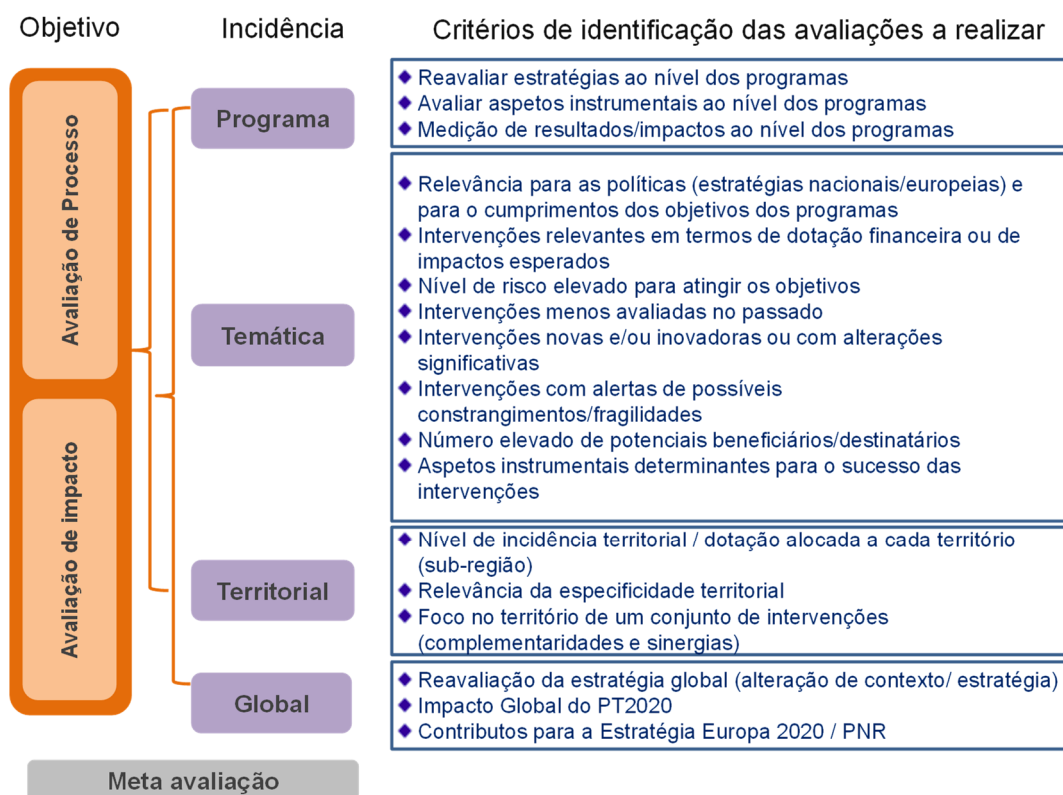 Objetivo
Incidência
Critérios de identificação das avaliações a realizar
Avaliação de Processo
Avaliação de impacto
Programa
Reavaliar estratégias ao nível dos programas
Avaliar aspetos instrumentais ao nível dos programas
Medição de resultados/impactos ao nível dos programas
Temática
Relevância para as políticas (estratégias nacionais/europeias) e
para o cumprimentos dos objetivos dos programas
Intervenções relevantes em termos de dotação financeira ou de
impactos esperados
Nível de risco elevado para atingir os objetivos
Intervenções menos avaliadas no passado
Intervenções novas e/ou inovadoras ou com alterações
significativas
Intervenções com alertas de possíveis
constrangimentos/fragilidades
Número elevado de potenciais beneficiários/destinatários
Aspetos instrumentais determinantes para o sucesso das
intervenções
Territorial
Nível de incidência territorial / dotação alocada a cada território
(sub-região)
Relevância da especificidade territorial
Foco no território de um conjunto de intervenções
(complementaridades e sinergias)
Global
Reavaliação da estratégia global (alteração de contexto/ estratégia)
Impacto Global do PT2020
Contributos para a Estratégia Europa 2020 / PNR
Meta avaliação